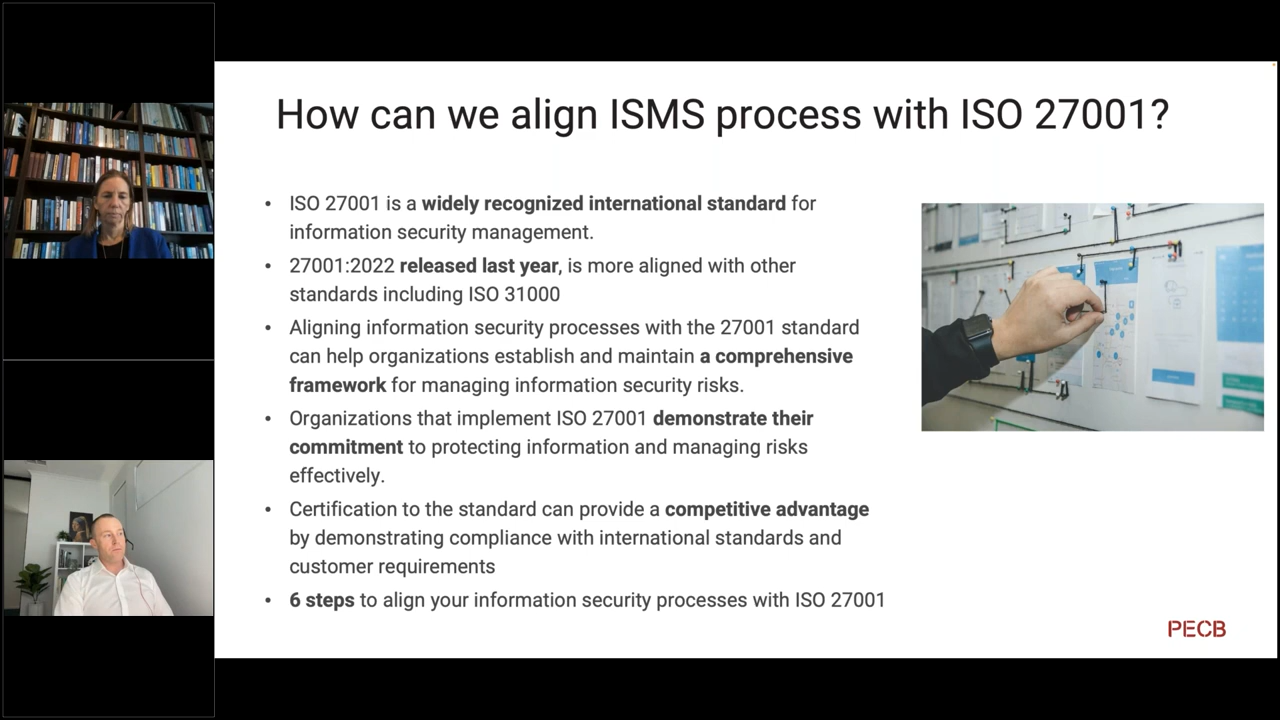 How can we align ISMS process with ISO 27001?
• ISO 27001 is a widely recognized international standard for
information security management.
• 27001:2022 released last year, is more aligned with other
standards including ISO 31000
• Aligning information security processes with the 27001 standard
can help organizations establish and maintain a comprehensive
framework for managing information security risks.
• Organizations that implement ISO 27001 demonstrate their
commitment to protecting information and managing risks
effectively.
• Certification to the standard can provide a competitive advantage
by demonstrating compliance with international standards and
customer requirements
• 6 steps to align your information security processes with ISO 27001
PECB